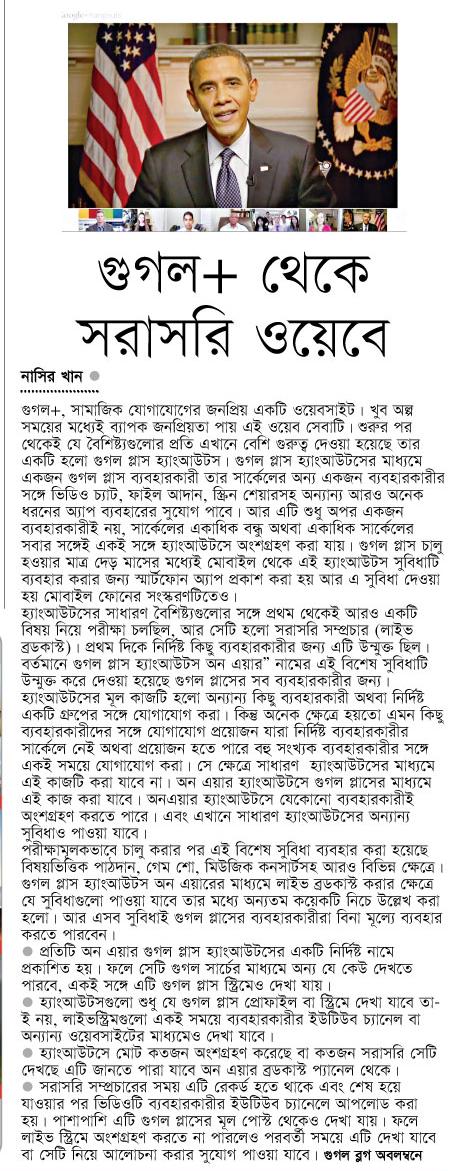 গুগল+ থেকে
সরাসরি ওয়েবে
নাসির খান ●
গুগল+, সামাজিক যোগাযোগের জনপ্রিয় একটি ওয়েবসাইট। খুব অল্প
সময়ের মধ্যেই ব্যাপক জনপ্রিয়তা পায় এই ওয়েব সেবাটি। শুরুর পর
থেকেই যে বৈশিষ্ট্যগুলোর প্রতি এখানে বেশি গুরুত্ব দেওয়া হয়েছে তার
একটি হলো গুগল প্লাস হ্যাংআউটস। গুগল প্লাস হ্যাংআউটসের মাধ্যমে
একজন গুগল প্লাস ব্যবহারকারী তার সার্কেলের অন্য একজন ব্যবহারকারীর
সঙ্গে ভিডিও চ্যাট, ফাইল আদান, স্ক্রিন শেয়ারসহ অন্যান্য আরও অনেক
ধরনের অ্যাপ ব্যবহারের সুযোগ পাবে। আর এটি শুধু অপর একজন
ব্যবহারকারীই নয়, সার্কেলের একাধিক বন্ধু অথবা একাধিক সার্কেলের
সবার সঙ্গেই একই সঙ্গে হ্যাংআউটসে অংশগ্রহণ করা যায়। গুগল প্লাস চালু
হওয়ার মাত্র দেড় মাসের মধ্যেই মোবাইল থেকে এই হ্যাংআউটস সুবিধাটি
ব্যবহার করার জন্য স্মার্টফোন অ্যাপ প্রকাশ করা হয় আর এ সুবিধা দেওয়া
হয় মোবাইল ফোনের সংস্করণটিতেও।
হ্যাংআউটসের সাধারণ বৈশিষ্ট্যগুলোর সঙ্গে প্রথম থেকেই আরও একটি
বিষয় নিয়ে পরীক্ষা চলছিল, আর সেটি হলো সরাসরি সম্প্রচার (লাইভ
ব্রডকাস্ট)। প্রথম দিকে নির্দিষ্ট কিছু ব্যবহারকারীর জন্য এটি উন্মুক্ত ছিল।
বর্তমানে গুগল প্লাস হ্যাংআউটস অন এয়ার” নামের এই বিশেষ সুবিধাটি
উন্মুক্ত করে দেওয়া হয়েছে গুগল প্লাসের সব ব্যবহারকারীর জন্য।
হ্যাংআউটসের মূল কাজটি হলো অন্যান্য কিছু ব্যবহারকারী অথবা নির্দিষ্ট
একটি গ্রুপের সঙ্গে যোগাযোগ করা। কিন্তু অনেক ক্ষেত্রে হয়তো এমন কিছু
ব্যবহারকারীদের সঙ্গে যোগাযোগ প্রয়োজন যারা নির্দিষ্ট ব্যবহারকারীর
সার্কেলে নেই অথবা প্রয়োজন হতে পারে বহু সংখ্যক ব্যবহারকারীর সঙ্গে
একই সময়ে যোগাযোগ করা। সে ক্ষেত্রে সাধারণ হ্যাংআউটসের মাধ্যমে
এই কাজটি করা যাবে না। অন এয়ার হ্যাংআউটসে গুগল প্লাসের মাধ্যমে
এই কাজ করা যাবে। অনএয়ার হ্যাংআউটসে যেকোনো ব্যবহারকারীই
অংশগ্রহণ করতে পারে। এবং এখানে সাধারণ হ্যাংআউটসের অন্যান্য
সুবিধাও পাওয়া যাবে।
পরীক্ষামূলকভাবে চালু করার পর এই বিশেষ সুবিধা ব্যবহার করা হয়েছে
বিষয়ভিত্তিক পাঠদান, গেম শো, মিউজিক কনসার্টসহ আরও বিভিন্ন ক্ষেত্রে।
গুগল প্লাস হ্যাংআউটস অন এয়ারের মাধ্যমে লাইভ ব্রডকাস্ট করার ক্ষেত্রে
যে সুবিধাগুলো পাওয়া যাবে তার মধ্যে অন্যতম কয়েকটি নিচে উল্লেখ করা
হলো। আর এসব সুবিধাই গুগল প্লাসের ব্যবহারকারীরা বিনা মূল্যে ব্যবহার
করতে পারবেন।
● প্রতিটি অন এয়ার গুগল প্লাস হ্যাংআউটসের একটি নির্দিষ্ট নামে
প্রকাশিত হয়। ফলে সেটি গুগল সার্চের মাধ্যমে অন্য যে কেউ দেখতে
পারবে, একই সঙ্গে এটি গুগল প্লাস স্ট্রিমেও দেখা যায়।
● হ্যাংআউটসগুলো শুধু যে গুগল প্লাস প্রোফাইল বা স্ট্রিমে দেখা যাবে তা-
ই নয়, লাইভস্ট্রিমগুলো একই সময়ে ব্যবহারকারীর ইউটিউব চ্যানেল বা
অন্যান্য ওয়েবসাইটের মাধ্যমেও দেখা যাবে।
● হ্যাংআউটসে মোট কতজন অংশগ্রহণ করেছে বা কতজন সরাসরি সেটি
দেখছে এটি জানতে পারা যাবে অন এয়ার ব্রডকাস্ট প্যানেল থেকে।
● সরাসরি সম্প্রচারের সময় এটি রেকর্ড হতে থাকে এবং শেষ হয়ে
যাওয়ার পর ভিডিওটি ব্যবহারকারীর ইউটিউব চ্যানেলে আপলোড করা
হয়। পাশাপাশি এটি গুগল প্লাসের মূল পোস্ট থেকেও দেখা যায়। ফলে
লাইভ স্ট্রিমে অংশগ্রহণ করতে না পারলেও পরবর্তী সময়ে এটি দেখা যাবে
বা সেটি নিয়ে আলোচনা করার সুযোগ পাওয়া যাবে। গুগল ব্লগ অবলম্বনে